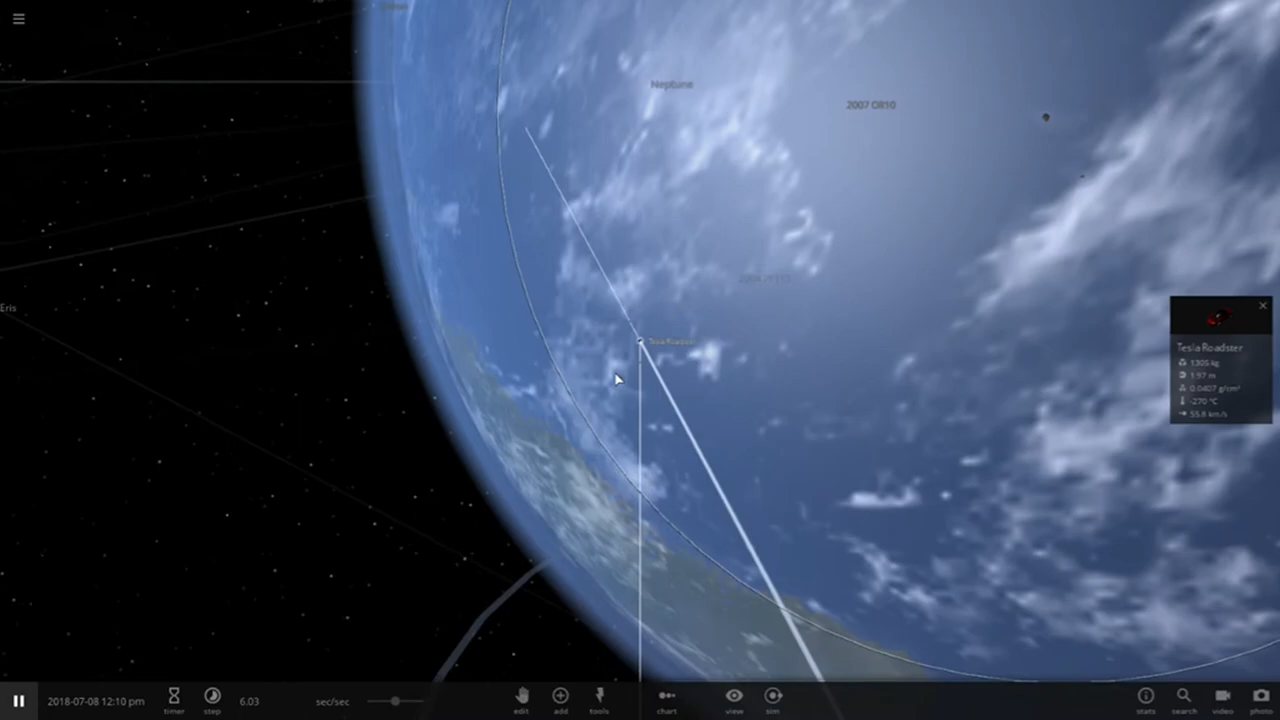 Neptune
2007 OR10
Eris
Tesla Roadster
Tesla Roadster
1305 kg
1.97 m
0.0407 g/cm³
-270 °C
55.8 km/s
2018-07-08 12:10 pm
timer
step
6.03
sec/sec
edit
add
tools
chart
view
sim
stats
search
video
photo